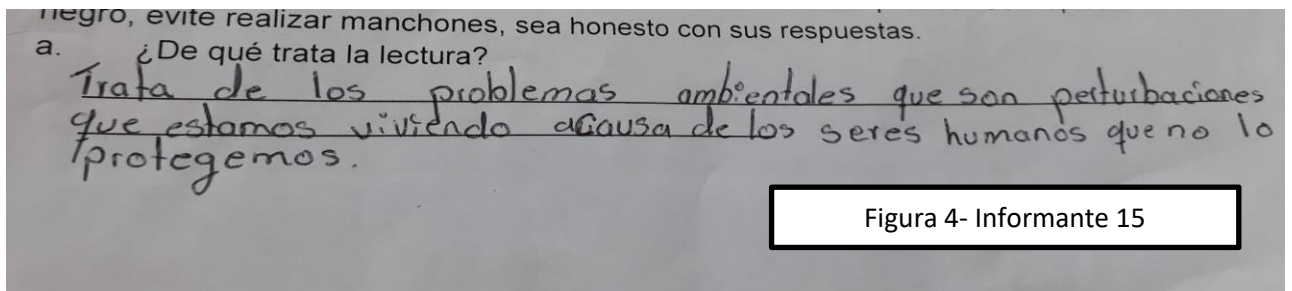 negro, evite realizar manchones, sea honesto con sus respuestas.
a. ¿De qué trata la lectura?
Trata de los problemas ambientales que son perturbaciones
que estamos viviendo acausa de los seres humanos que no lo
protegemos.
Figura 4- Informante 15